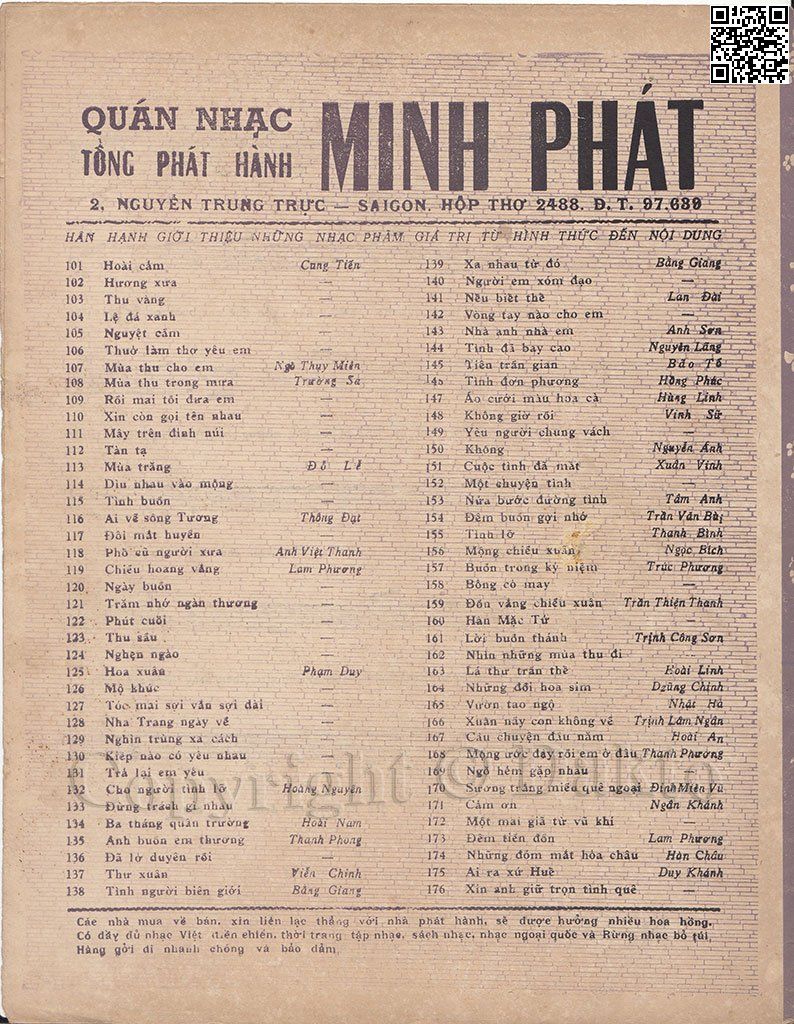 QUÁN NHẠC MINH PHÁT
TỔNG PHÁT HÀNH
2, NGUYỄN TRUNG TRỰC — SAIGON. HỘP THƠ 2488. Đ.T. 97.689
HÂN HẠNH GIỚI THIỆU NHỮNG NHẠC PHẨM GIÁ TRỊ TỪ HÌNH THỨC ĐẾN NỘI DUNG
101 Hoài cảm Cung Tiến
102 Hương xưa —
103 Thu vàng —
104 Lệ đá xanh —
105 Nguyệt cầm —
106 Thuở làm thơ yêu em —
107 Mùa thu cho em Ngô Thụy Miên
108 Mùa thu trong mưa Trường Sa
109 Rồi mai tôi đưa em —
110 Xin còn gọi tên nhau —
111 Mây trên đỉnh núi —
112 Tàn tạ —
113 Mùa trăng Đỗ Lễ
114 Dìu nhau vào mộng —
115 Tình buồn —
116 Ai về sông Tương Thông Đạt
117 Đôi mắt huyền —
118 Phố cũ người xưa Anh Việt Thanh
119 Chiều hoang vắng Lam Phương
120 Ngày buồn —
121 Trăm nhớ ngàn thương —
122 Phút cuối —
123 Thu sầu —
124 Nghẹn ngào —
125 Hoa xuân Phạm Duy
126 Mộ khúc —
127 Tóc mai sợi vắn sợi dài —
128 Nha Trang ngày về —
129 Nghìn trùng xa cách —
130 Kiếp nào có yêu nhau —
131 Trả lại em yêu —
132 Cho người tình lỡ Hoàng Nguyên
133 Đừng trách gì nhau —
134 Ba tháng quân trường Hoài Nam
135 Anh buồn em thương Thanh Phong
136 Đã lở duyên rồi —
137 Thư xuân Viễn Chinh
138 Tình người biên giới Bằng Giang
139 Xa nhau từ đó Bằng Giang
140 Người em xóm đạo —
141 Nếu biết thế Lan Đài
142 Vòng tay nào cho em —
143 Nhà anh nhà em Anh Sơn
144 Tình đã bay cao Nguyên Lãng
145 Tiền trần gian Bảo Tố
146 Tình đơn phương Hồng Phúc
147 Áo cưới màu hoa cà Hùng Linh
148 Không giờ rồi Vinh Sử
149 Yêu người chung vách —
150 Không Nguyễn Ánh
151 Cuộc tình đã mất Xuân Vinh
152 Một chuyện tình —
153 Nửa bước đường tình Tâm Anh
154 Đêm buồn gợi nhớ Trần Văn Bùi
155 Tình lỡ Thanh Bình
156 Mộng chiều xuân Ngọc Bích
157 Buồn trong kỷ niệm Trúc Phương
158 Bông cỏ may —
159 Đồn vắng chiều xuân Trần Thiện Thanh
160 Hàn Mặc Tử —
161 Lời buồn thánh Trịnh Công Sơn
162 Nhìn những mùa thu đi —
163 Lá thư trần thế Hoài Linh
164 Những đồi hoa sim Dzũng Chinh
165 Vườn tao ngộ Nhật Hà
166 Xuân này con không về Trịnh Lâm Ngân
167 Câu chuyện đầu năm Hoài An
168 Mộng ước đây rồi em ở đâu Thanh Phương
169 Ngõ hẻm gặp nhau —
170 Sương trắng miền quê ngoại Đinh Miên Vũ
171 Cảm ơn Ngân Khánh
172 Một mai giã từ vũ khí —
173 Đêm tiền đồn Lam Phương
174 Những đóm mắt hỏa châu Hàn Châu
175 Ai ra xứ Huế Duy Khánh
176 Xin anh giữ trọn tình quê —
Các nhà mua về bán, xin liên lạc thẳng với nhà phát hành, sẽ được hưởng nhiều hoa hồng.
Có đầy đủ nhạc Việt diễn chiến, thời trang, tập nhạc, sách nhạc, nhạc ngoại quốc và Rừng nhạc bỏ túi,
Hàng gởi đi nhanh chóng và bảo đảm.
Copyright ©